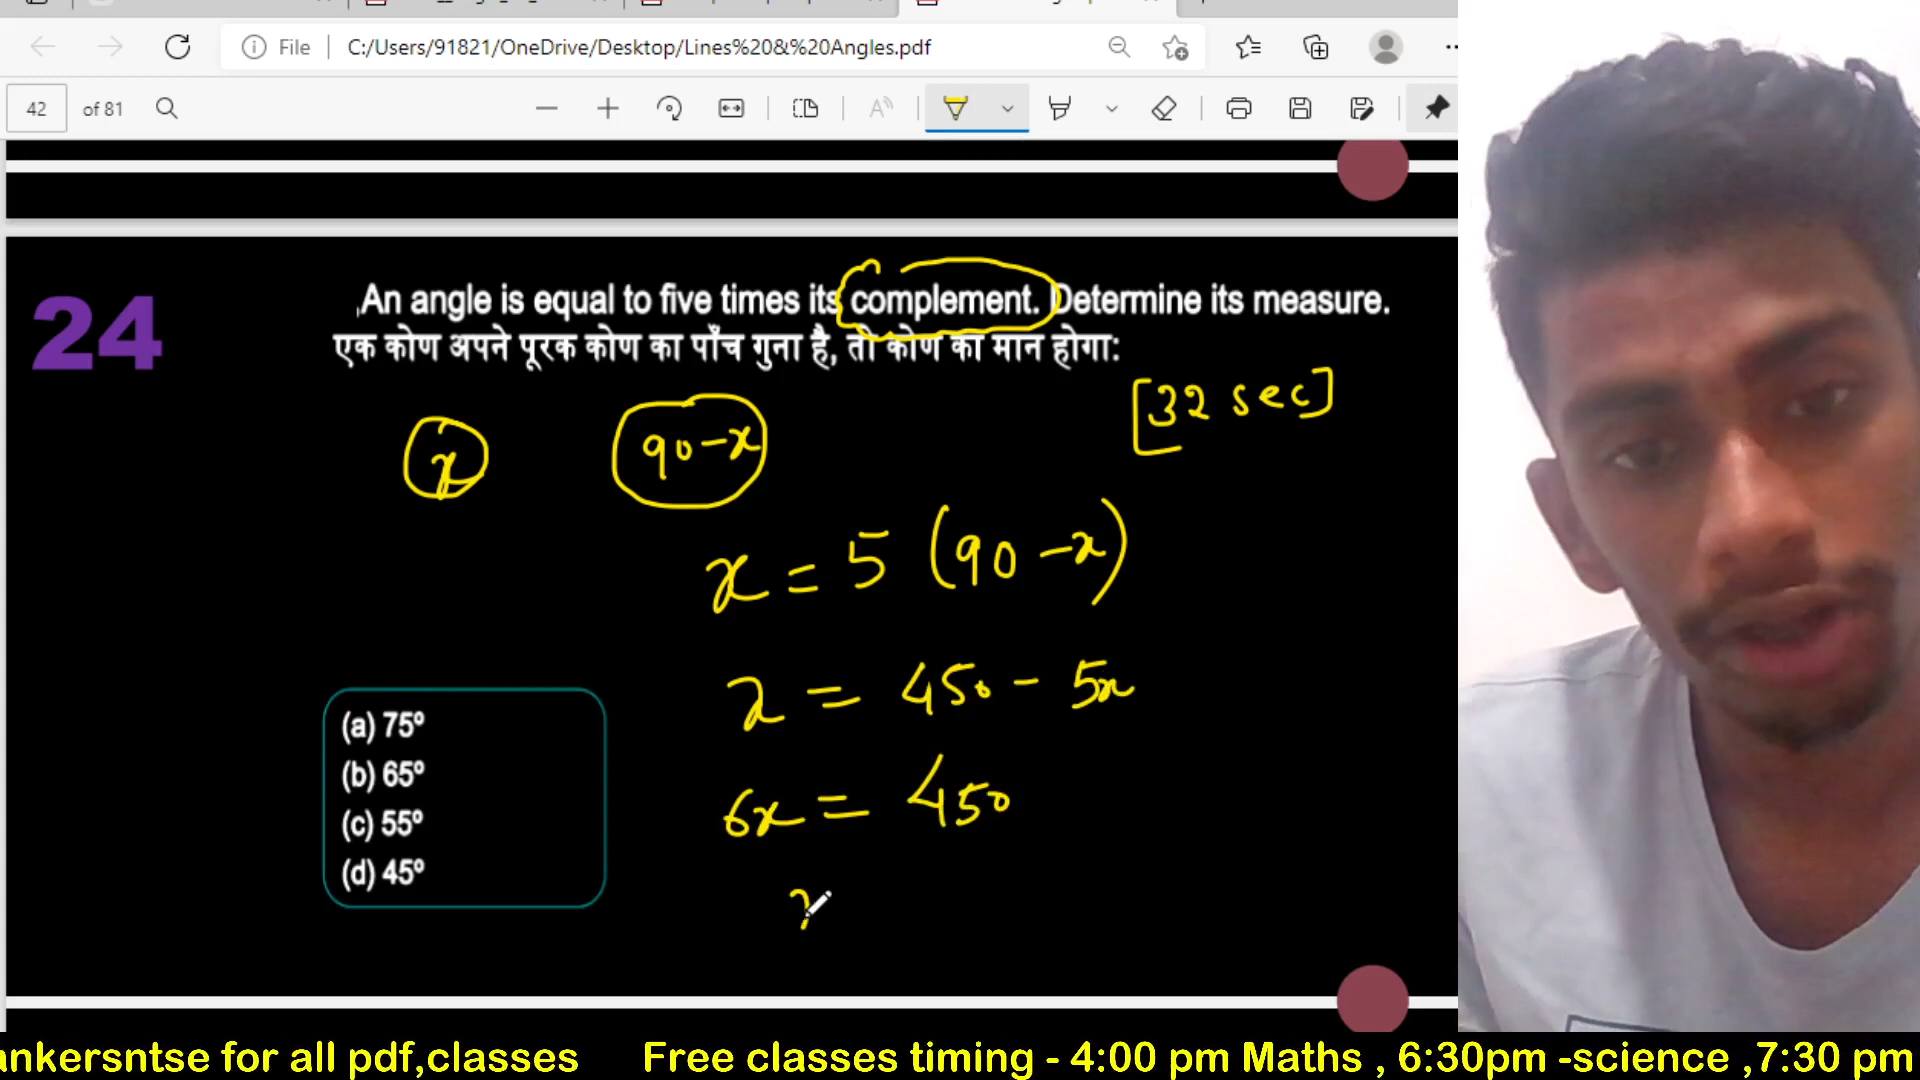 File C:/Users/91821/OneDrive/Desktop/Lines%20&%20Angles.pdf
42 of 81
24
An angle is equal to five times its complement. Determine its measure.
एक कोण अपने पूरक कोण का पाँच गुना है, तो कोण का मान होगा:
[32 sec]
x 90-x
x = 5 (90-x)
x = 450 - 5x
6x = 450
(a) 75º
(b) 65º
(c) 55º
(d) 45º
ankersntse for all pdf,classes Free classes timing - 4:00 pm Maths , 6:30pm -science ,7:30 pm